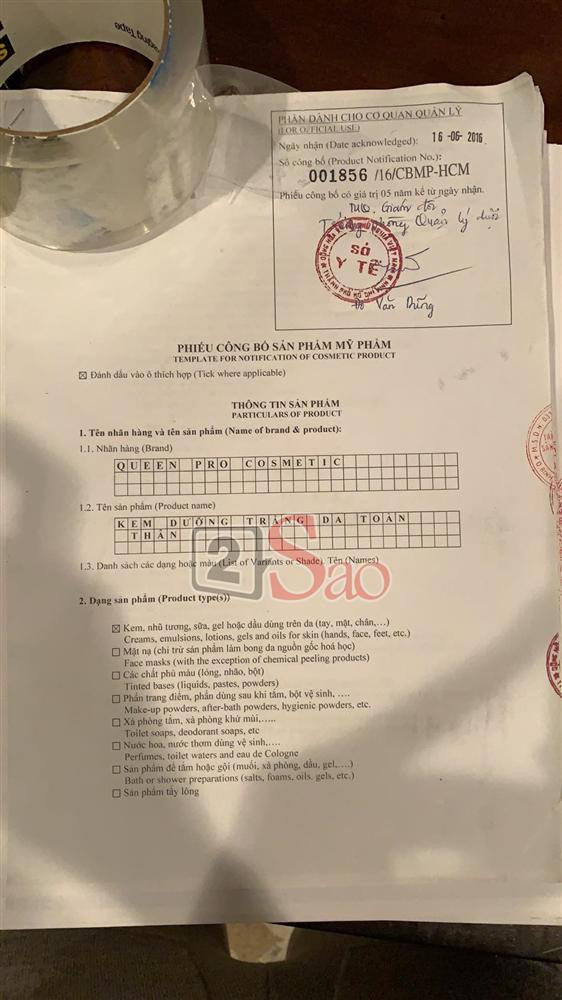 PHẦN DÀNH CHO CƠ QUAN QUẢN LÝ
(FOR OFFICIAL USE)
Ngày nhận (Date acknowledged): 16-06-2016
Số công bố (Product Notification No.):
001856 /16/CBMP-HCM
Phiếu công bố có giá trị 05 năm kể từ ngày nhận.
TUQ. Giám đốc
Trưởng phòng Quản lý dược
SỞ
Y TẾ
Văn Dũng
PHIẾU CÔNG BỐ SẢN PHẨM MỸ PHẨM
TEMPLATE FOR NOTIFICATION OF COSMETIC PRODUCT
☒ Đánh dấu vào ô thích hợp (Tick where applicable)
THÔNG TIN SẢN PHẨM
PARTICULARS OF PRODUCT
1. Tên nhãn hàng và tên sản phẩm (Name of brand & product):
1.1. Nhãn hàng (Brand)
QUEEN PRO COSMETIC
1.2. Tên sản phẩm (Product name)
KEM DƯỠNG TRẮNG DA TOÀN
THÂN
2Sao
1.3. Danh sách các dạng hoặc màu (List of Variants or Shade). Tên (Names)
2. Dạng sản phẩm (Product type(s))
☒ Kem, nhũ tương, sữa, gel hoặc dầu dùng trên da (tay, mặt, chân,…)
Creams, emulsions, lotions, gels and oils for skin (hands, face, feet, etc.)
☐ Mặt nạ (chỉ trừ sản phẩm làm bong da nguồn gốc hoá học)
Face masks (with the exception of chemical peeling products)
☐ Các chất phủ màu (lỏng, nhão, bột)
Tinted bases (liquids, pastes, powders)
☐ Phấn trang điểm, phấn dùng sau khi tắm, bột vệ sinh, ….
Make-up powders, after-bath powders, hygienic powders, etc.
☐ Xà phòng tắm, xà phòng khử mùi,…..
Toilet soaps, deodorant soaps, etc
☐ Nước hoa, nước thơm dùng vệ sinh,….
Perfumes, toilet waters and eau de Cologne
☐ Sản phẩm để tắm hoặc gội (muối, xà phòng, dầu, gel,….)
Bath or shower preparations (salts, foams, oils. gels, etc.)
☐ Sản phẩm tẩy lông